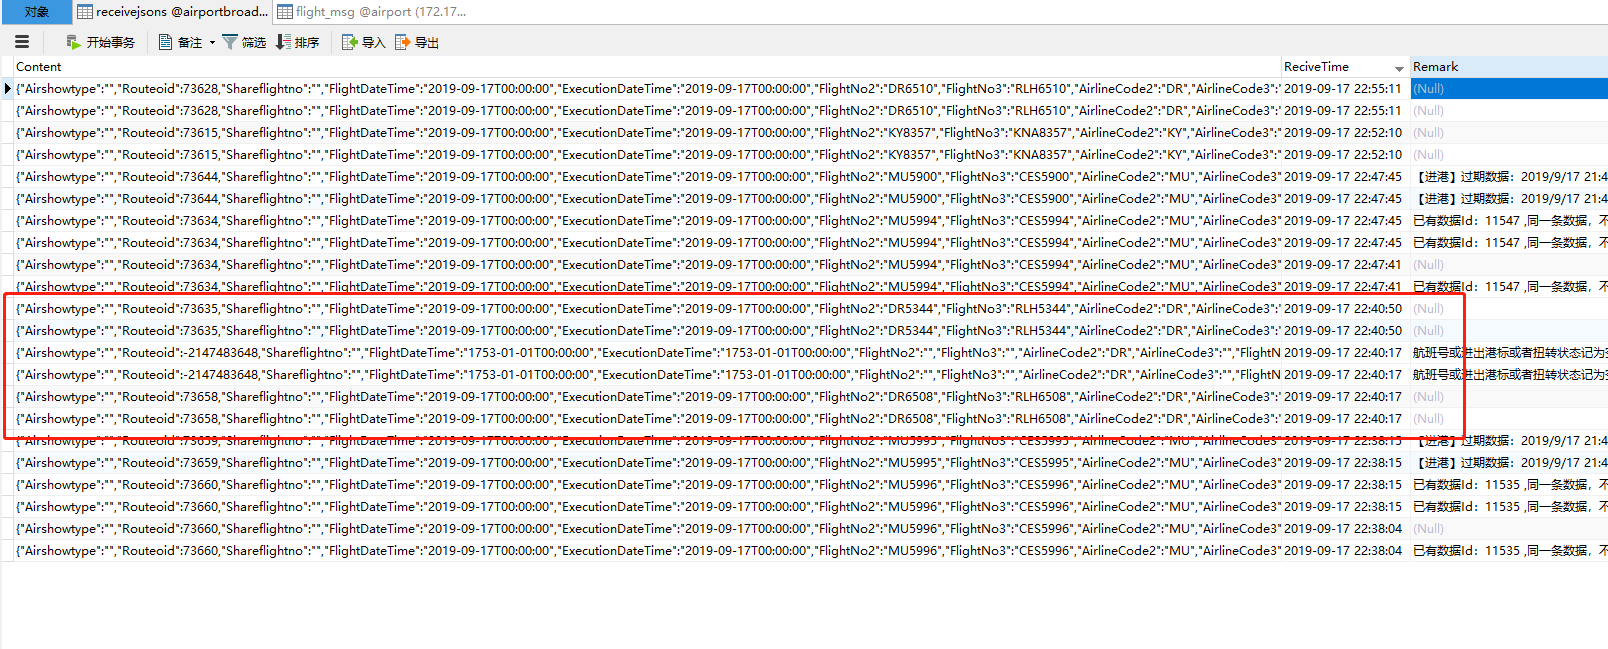 对象 receivejsons @airportbroad... flight_msg @airport (172.17...
开始事务 备注 筛选 排序 导入 导出
Content ReciveTime Remark
{"Airshowtype":"","Routeoid":73628,"Shareflightno":"","FlightDateTime":"2019-09-17T00:00:00","ExecutionDateTime":"2019-09-17T00:00:00","FlightNo2":"DR6510","FlightNo3":"RLH6510","AirlineCode2":"DR","AirlineCode3":" 2019-09-17 22:55:11 (Null)
{"Airshowtype":"","Routeoid":73628,"Shareflightno":"","FlightDateTime":"2019-09-17T00:00:00","ExecutionDateTime":"2019-09-17T00:00:00","FlightNo2":"DR6510","FlightNo3":"RLH6510","AirlineCode2":"DR","AirlineCode3":" 2019-09-17 22:55:11 (Null)
{"Airshowtype":"","Routeoid":73615,"Shareflightno":"","FlightDateTime":"2019-09-17T00:00:00","ExecutionDateTime":"2019-09-17T00:00:00","FlightNo2":"KY8357","FlightNo3":"KNA8357","AirlineCode2":"KY","AirlineCode3":" 2019-09-17 22:52:10 (Null)
{"Airshowtype":"","Routeoid":73615,"Shareflightno":"","FlightDateTime":"2019-09-17T00:00:00","ExecutionDateTime":"2019-09-17T00:00:00","FlightNo2":"KY8357","FlightNo3":"KNA8357","AirlineCode2":"KY","AirlineCode3":" 2019-09-17 22:52:10 (Null)
{"Airshowtype":"","Routeoid":73644,"Shareflightno":"","FlightDateTime":"2019-09-17T00:00:00","ExecutionDateTime":"2019-09-17T00:00:00","FlightNo2":"MU5900","FlightNo3":"CES5900","AirlineCode2":"MU","AirlineCode3" 2019-09-17 22:47:45 【进港】过期数据：2019/9/17 21:4
{"Airshowtype":"","Routeoid":73644,"Shareflightno":"","FlightDateTime":"2019-09-17T00:00:00","ExecutionDateTime":"2019-09-17T00:00:00","FlightNo2":"MU5900","FlightNo3":"CES5900","AirlineCode2":"MU","AirlineCode3" 2019-09-17 22:47:45 【进港】过期数据：2019/9/17 21:4
{"Airshowtype":"","Routeoid":73634,"Shareflightno":"","FlightDateTime":"2019-09-17T00:00:00","ExecutionDateTime":"2019-09-17T00:00:00","FlightNo2":"MU5994","FlightNo3":"CES5994","AirlineCode2":"MU","AirlineCode3" 2019-09-17 22:47:45 已有数据Id：11547 ,同一条数据，不
{"Airshowtype":"","Routeoid":73634,"Shareflightno":"","FlightDateTime":"2019-09-17T00:00:00","ExecutionDateTime":"2019-09-17T00:00:00","FlightNo2":"MU5994","FlightNo3":"CES5994","AirlineCode2":"MU","AirlineCode3" 2019-09-17 22:47:45 已有数据Id：11547 ,同一条数据，不
{"Airshowtype":"","Routeoid":73634,"Shareflightno":"","FlightDateTime":"2019-09-17T00:00:00","ExecutionDateTime":"2019-09-17T00:00:00","FlightNo2":"MU5994","FlightNo3":"CES5994","AirlineCode2":"MU","AirlineCode3" 2019-09-17 22:47:41 (Null)
{"Airshowtype":"","Routeoid":73634,"Shareflightno":"","FlightDateTime":"2019-09-17T00:00:00","ExecutionDateTime":"2019-09-17T00:00:00","FlightNo2":"MU5994","FlightNo3":"CES5994","AirlineCode2":"MU","AirlineCode3" 2019-09-17 22:47:41 已有数据Id：11547 ,同一条数据，不
{"Airshowtype":"","Routeoid":73635,"Shareflightno":"","FlightDateTime":"2019-09-17T00:00:00","ExecutionDateTime":"2019-09-17T00:00:00","FlightNo2":"DR5344","FlightNo3":"RLH5344","AirlineCode2":"DR","AirlineCode3":" 2019-09-17 22:40:50 (Null)
{"Airshowtype":"","Routeoid":73635,"Shareflightno":"","FlightDateTime":"2019-09-17T00:00:00","ExecutionDateTime":"2019-09-17T00:00:00","FlightNo2":"DR5344","FlightNo3":"RLH5344","AirlineCode2":"DR","AirlineCode3":" 2019-09-17 22:40:50 (Null)
{"Airshowtype":"","Routeoid":-2147483648,"Shareflightno":"","FlightDateTime":"1753-01-01T00:00:00","ExecutionDateTime":"1753-01-01T00:00:00","FlightNo2":"","FlightNo3":"","AirlineCode2":"DR","AirlineCode3":"","FlightN 2019-09-17 22:40:17 航班号或进出港标或者扭转状态记为空
{"Airshowtype":"","Routeoid":-2147483648,"Shareflightno":"","FlightDateTime":"1753-01-01T00:00:00","ExecutionDateTime":"1753-01-01T00:00:00","FlightNo2":"","FlightNo3":"","AirlineCode2":"DR","AirlineCode3":"","FlightN 2019-09-17 22:40:17 航班号或进出港标或者扭转状态记为空
{"Airshowtype":"","Routeoid":73658,"Shareflightno":"","FlightDateTime":"2019-09-17T00:00:00","ExecutionDateTime":"2019-09-17T00:00:00","FlightNo2":"DR6508","FlightNo3":"RLH6508","AirlineCode2":"DR","AirlineCode3":" 2019-09-17 22:40:17 (Null)
{"Airshowtype":"","Routeoid":73658,"Shareflightno":"","FlightDateTime":"2019-09-17T00:00:00","ExecutionDateTime":"2019-09-17T00:00:00","FlightNo2":"DR6508","FlightNo3":"RLH6508","AirlineCode2":"DR","AirlineCode3":" 2019-09-17 22:40:17 (Null)
{"Airshowtype":"","Routeoid":73659,"Shareflightno":"","FlightDateTime":"2019-09-17T00:00:00","ExecutionDateTime":"2019-09-17T00:00:00","FlightNo2":"MU5995","FlightNo3":"CES5995","AirlineCode2":"MU","AirlineCode3" 2019-09-17 22:38:15 【进港】过期数据：2019/9/17 21:4
{"Airshowtype":"","Routeoid":73659,"Shareflightno":"","FlightDateTime":"2019-09-17T00:00:00","ExecutionDateTime":"2019-09-17T00:00:00","FlightNo2":"MU5995","FlightNo3":"CES5995","AirlineCode2":"MU","AirlineCode3" 2019-09-17 22:38:15 【进港】过期数据：2019/9/17 21:4
{"Airshowtype":"","Routeoid":73660,"Shareflightno":"","FlightDateTime":"2019-09-17T00:00:00","ExecutionDateTime":"2019-09-17T00:00:00","FlightNo2":"MU5996","FlightNo3":"CES5996","AirlineCode2":"MU","AirlineCode3" 2019-09-17 22:38:15 已有数据Id：11535 ,同一条数据，不
{"Airshowtype":"","Routeoid":73660,"Shareflightno":"","FlightDateTime":"2019-09-17T00:00:00","ExecutionDateTime":"2019-09-17T00:00:00","FlightNo2":"MU5996","FlightNo3":"CES5996","AirlineCode2":"MU","AirlineCode3" 2019-09-17 22:38:15 已有数据Id：11535 ,同一条数据，不
{"Airshowtype":"","Routeoid":73660,"Shareflightno":"","FlightDateTime":"2019-09-17T00:00:00","ExecutionDateTime":"2019-09-17T00:00:00","FlightNo2":"MU5996","FlightNo3":"CES5996","AirlineCode2":"MU","AirlineCode3" 2019-09-17 22:38:04 (Null)
{"Airshowtype":"","Routeoid":73660,"Shareflightno":"","FlightDateTime":"2019-09-17T00:00:00","ExecutionDateTime":"2019-09-17T00:00:00","FlightNo2":"MU5996","FlightNo3":"CES5996","AirlineCode2":"MU","AirlineCode3" 2019-09-17 22:38:04 已有数据Id：11535 ,同一条数据，不